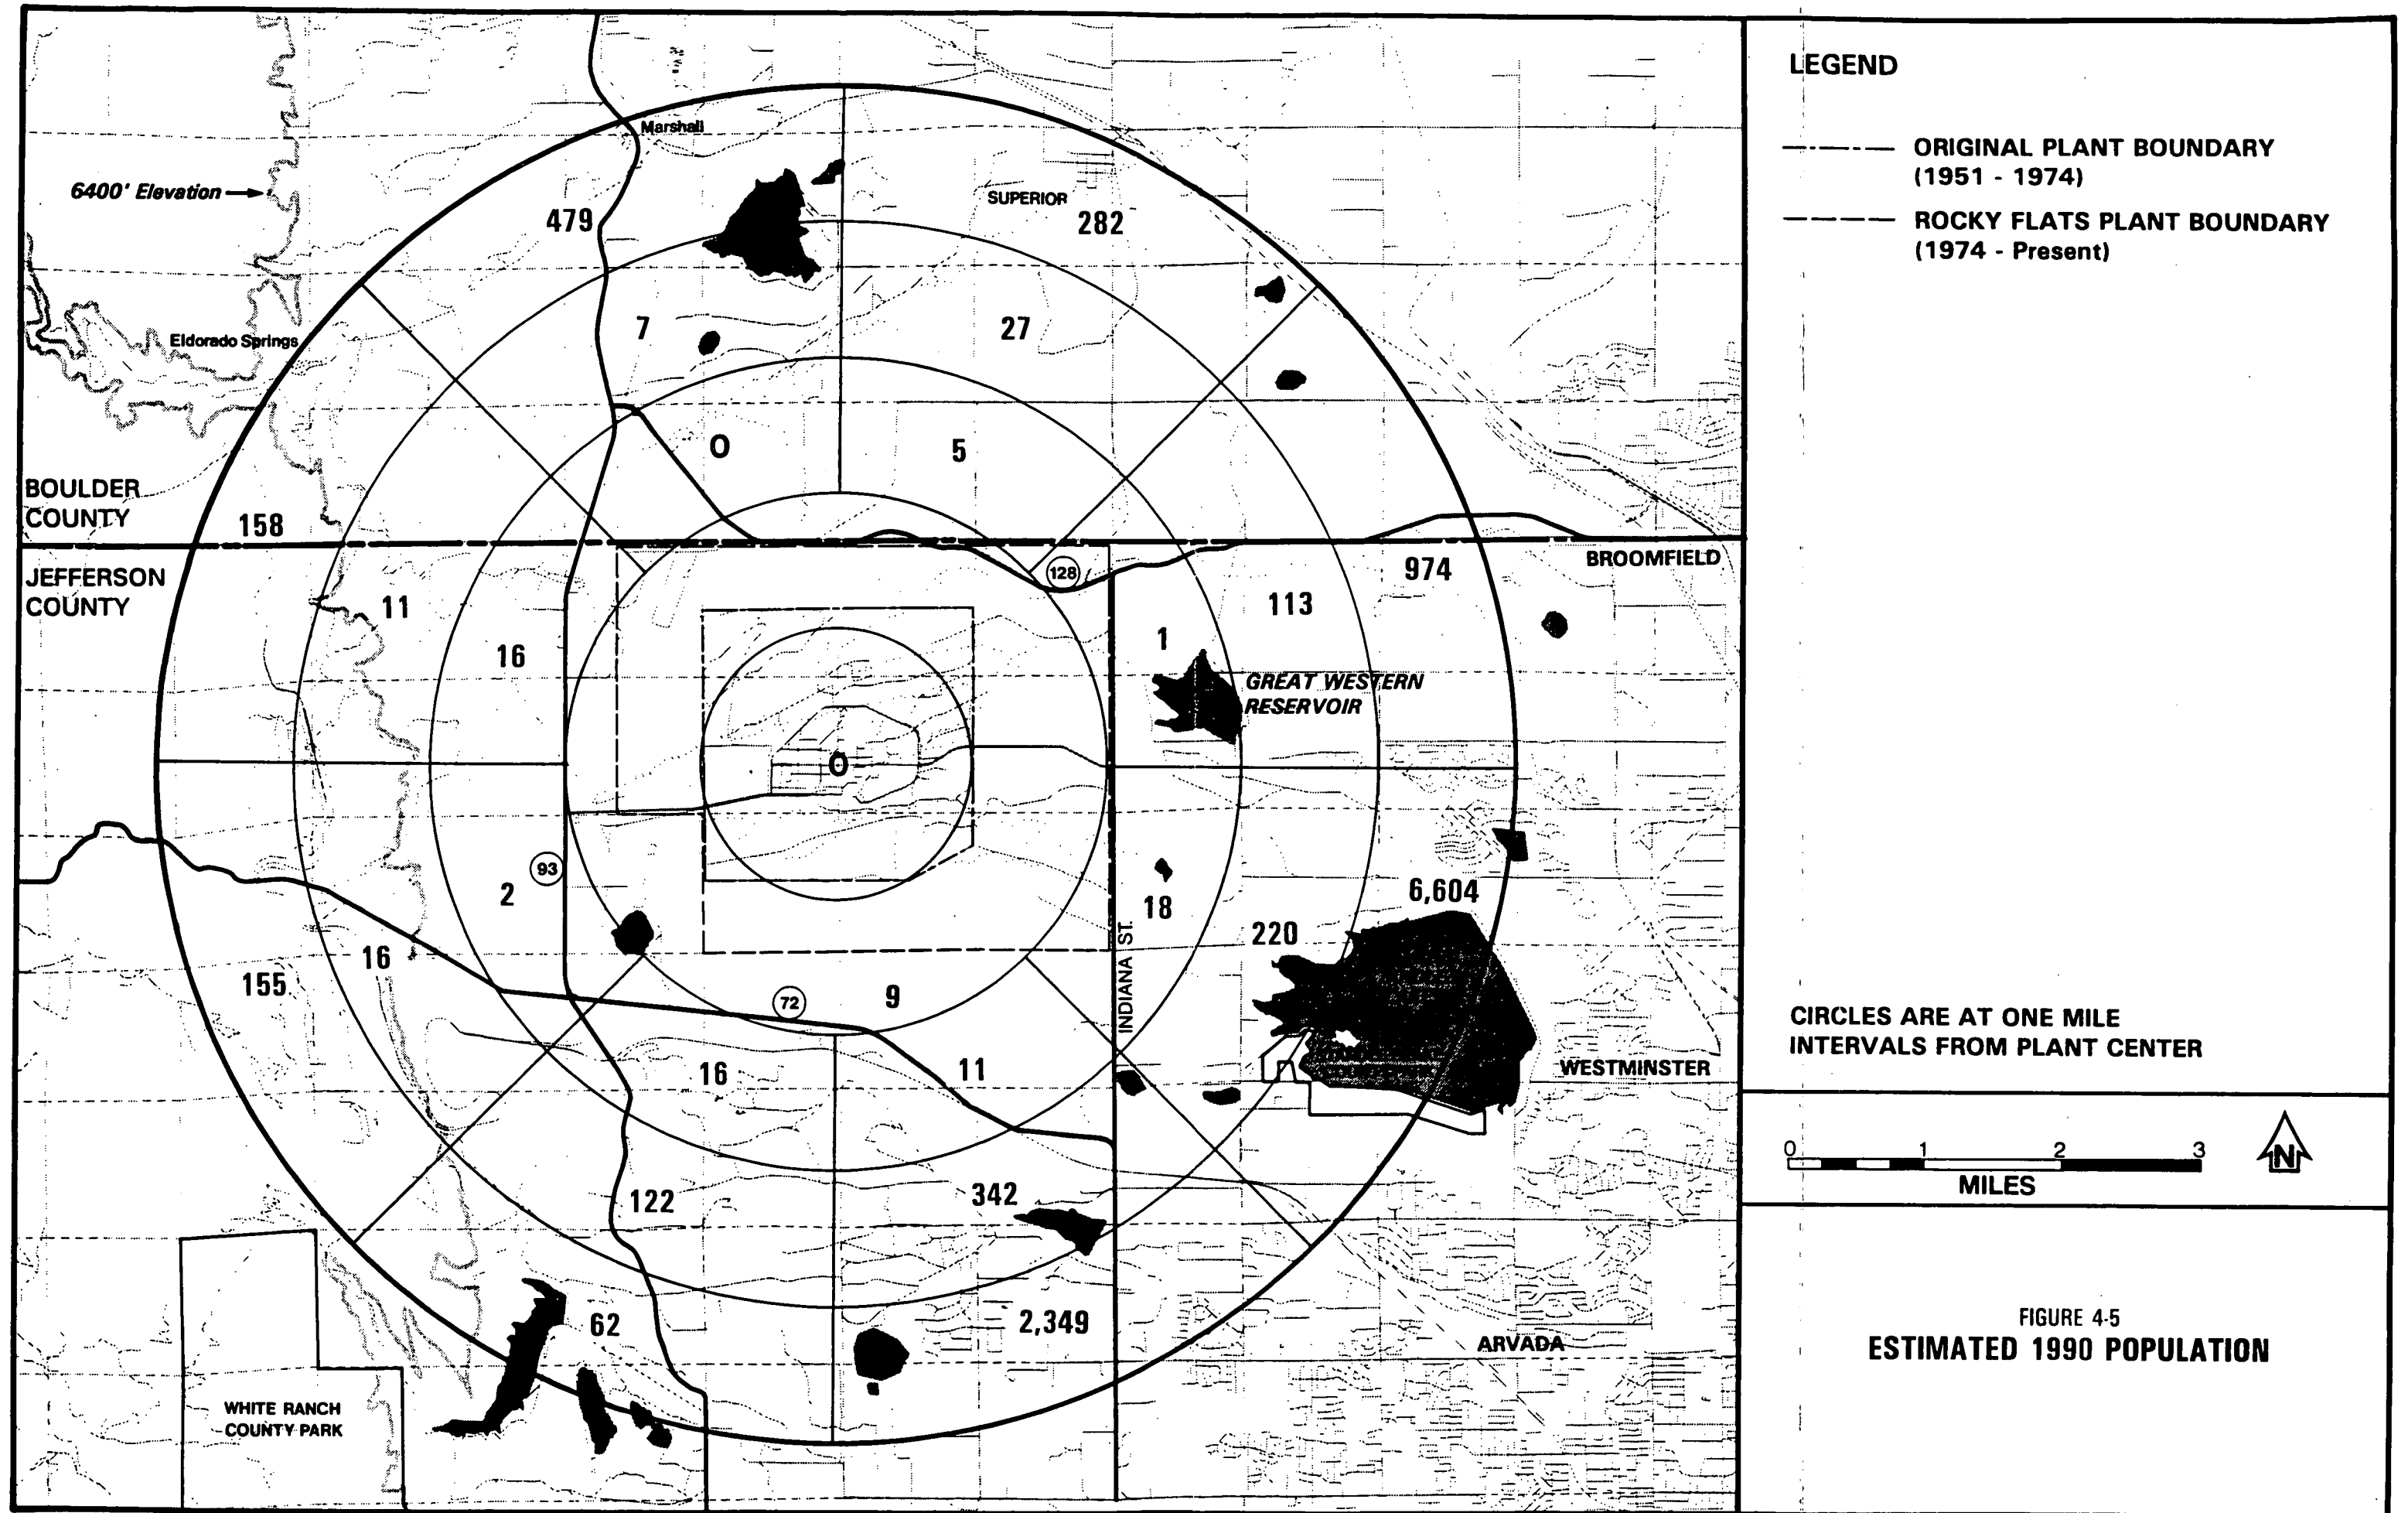 Marshall
6400' Elevation
SUPERIOR
479
282
7
27
Eldorado Springs
0
5
BOULDER
COUNTY
158
JEFFERSON
COUNTY
128
BROOMFIELD
974
11
113
16
1
GREAT WESTERN
RESERVOIR
0
93
2
6,604
18
220
INDIANA ST.
16
155
72
9
16
11
WESTMINSTER
122
342
62
2,349
ARVADA
WHITE RANCH
COUNTY PARK
LEGEND
ORIGINAL PLANT BOUNDARY
(1951 - 1974)
ROCKY FLATS PLANT BOUNDARY
(1974 - Present)
CIRCLES ARE AT ONE MILE
INTERVALS FROM PLANT CENTER
0 1 2 3
MILES
N
FIGURE 4-5
ESTIMATED 1990 POPULATION